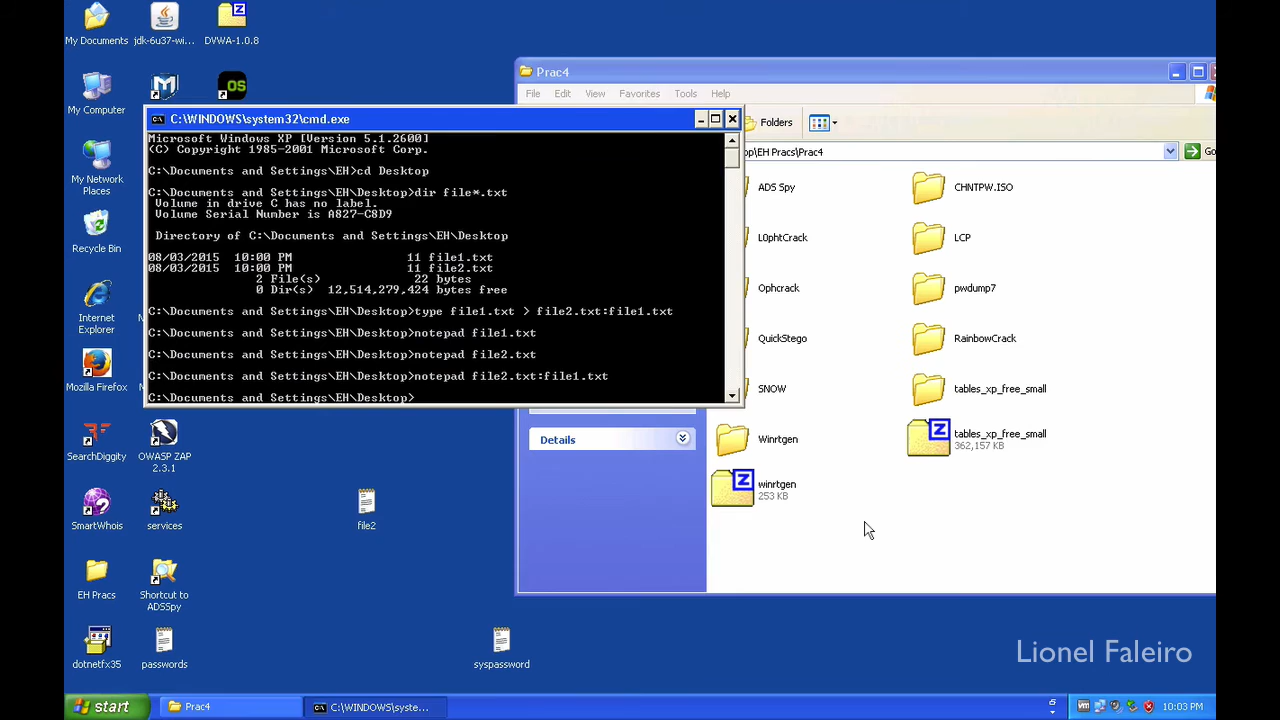 My Documents
jdk-6u37-wi...
DVWA-1.0.8
My Computer
OS
My Network
Places
Recycle Bin
Internet
Explorer
Mozilla Firefox
SearchDiggity
OWASP ZAP
2.3.1
SmartWhois
services
file2
EH Pracs
Shortcut to
ADSSpy
dotnetfx35
passwords
syspassword
C:\WINDOWS\system32\cmd.exe
Microsoft Windows XP [Version 5.1.2600]
(C) Copyright 1985-2001 Microsoft Corp.
C:\Documents and Settings\EH>cd Desktop
C:\Documents and Settings\EH\Desktop>dir file*.txt
Volume in drive C has no label.
Volume Serial Number is A827-C8D9
Directory of C:\Documents and Settings\EH\Desktop
08/03/2015 10:00 PM 11 file1.txt
08/03/2015 10:00 PM 11 file2.txt
2 File(s) 22 bytes
0 Dir(s) 12,514,279,424 bytes free
C:\Documents and Settings\EH\Desktop>type file1.txt > file2.txt:file1.txt
C:\Documents and Settings\EH\Desktop>notepad file1.txt
C:\Documents and Settings\EH\Desktop>notepad file2.txt
C:\Documents and Settings\EH\Desktop>notepad file2.txt:file1.txt
C:\Documents and Settings\EH\Desktop>
Prac4
File Edit View Favorites Tools Help
Folders
p\EH Pracs\Prac4
Go
ADS Spy
CHNTPW.ISO
L0phtCrack
LCP
Ophcrack
pwdump7
QuickStego
RainbowCrack
SNOW
tables_xp_free_small
Details
Winrtgen
tables_xp_free_small
362,157 KB
winrtgen
253 KB
Lionel Faleiro
start
Prac4
C:\WINDOWS\syste...
10:03 PM